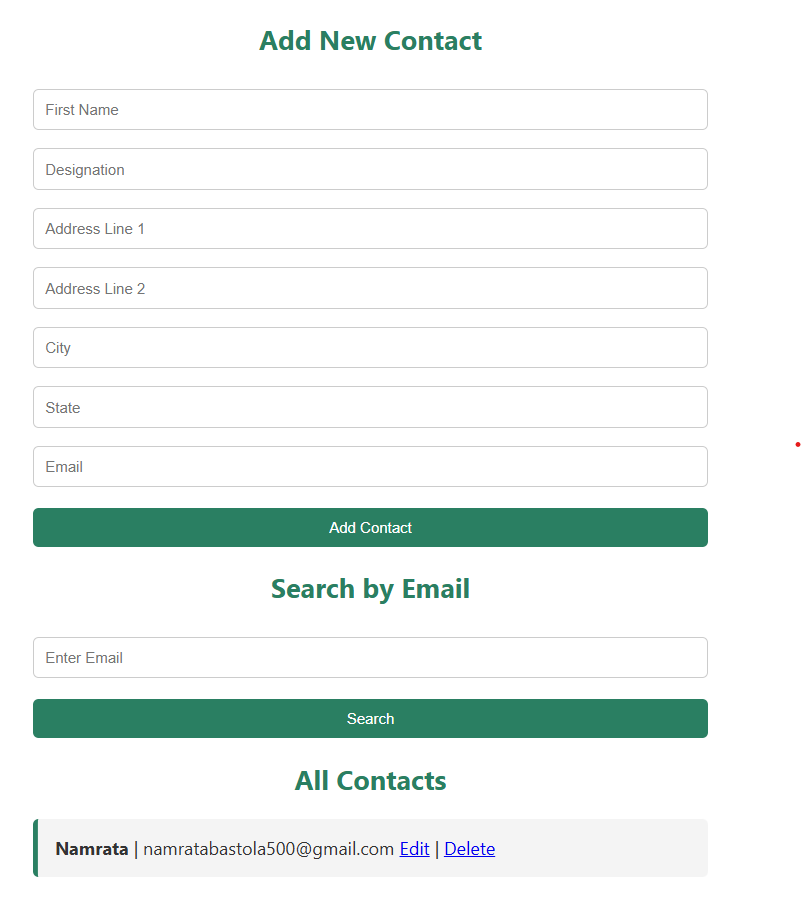 Add New Contact
First Name
Designation
Address Line 1
Address Line 2
City
State
Email
Add Contact
Search by Email
Enter Email
Search
All Contacts
Namrata | namratabastola500@gmail.com Edit | Delete